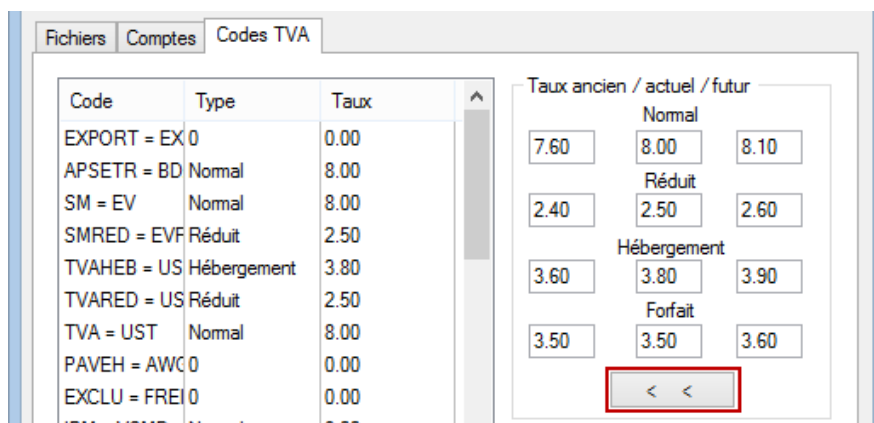 Fichiers Comptes Codes TVA
Code Type Taux
EXPORT = EX 0 0.00
APSETR = BD Normal 8.00
SM = EV Normal 8.00
SMRED = EVF Réduit 2.50
TVAHEB = US Hébergement 3.80
TVARED = US Réduit 2.50
TVA = UST Normal 8.00
PAVEH = AWG 0 0.00
EXCLU = FREI 0 0.00
Taux ancien / actuel / futur
Normal
7.60 8.00 8.10
Réduit
2.40 2.50 2.60
Hébergement
3.60 3.80 3.90
Forfait
3.50 3.50 3.60
< <